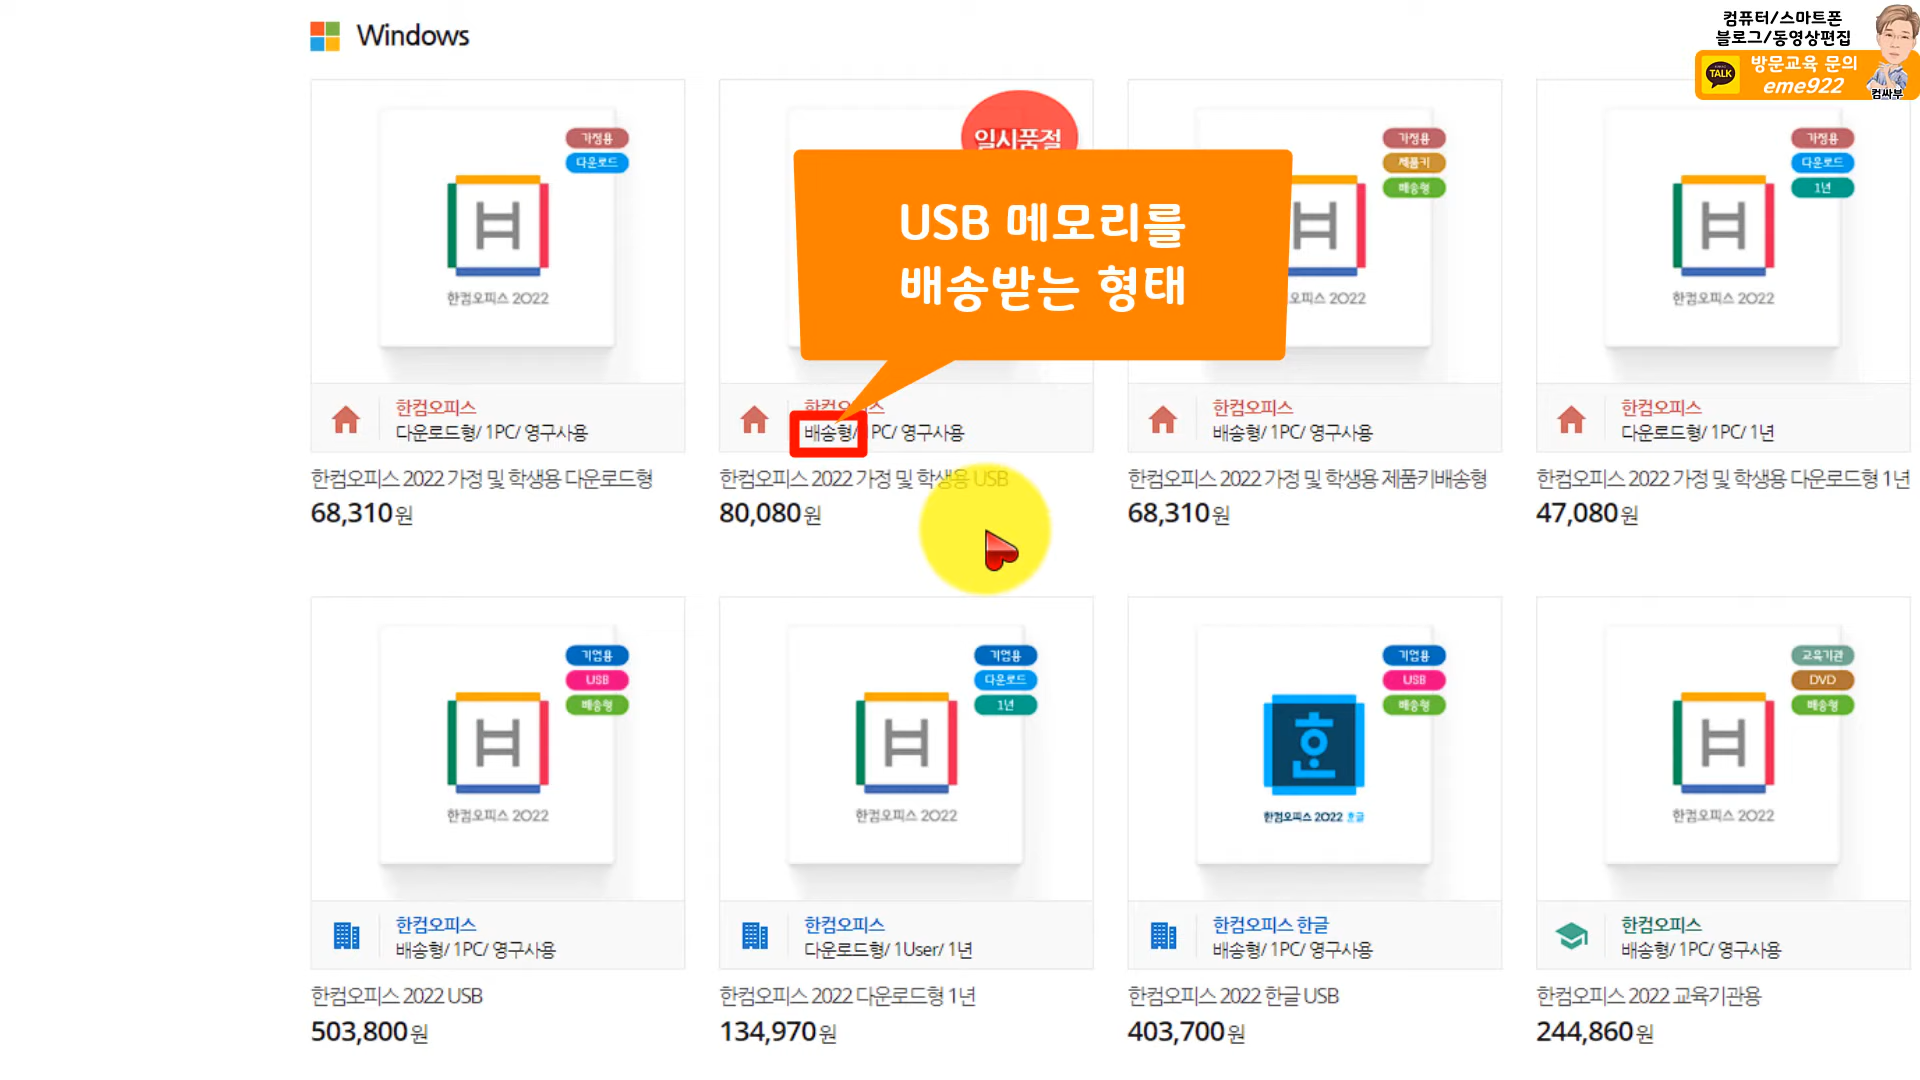 Windows
컴퓨터/스마트폰
블로그/동영상편집
TALK
방문교육 문의
eme922
컴싸부
가정용
다운로드
한컴오피스 2022
한컴오피스
다운로드형/ 1PC/ 영구사용
한컴오피스 2022 가정 및 학생용 다운로드형
68,310원
일시품절
USB 메모리를
배송받는 형태
한컴오피스
배송형/ 1PC/ 영구사용
한컴오피스 2022 가정 및 학생용 USB
80,080원
가정용
제품키
배송형
오피스 2022
한컴오피스
배송형/ 1PC/ 영구사용
한컴오피스 2022 가정 및 학생용 제품키배송형
68,310원
가정용
다운로드
1년
한컴오피스 2022
한컴오피스
다운로드형/ 1PC/ 1년
한컴오피스 2022 가정 및 학생용 다운로드형 1년
47,080원
기업용
USB
배송형
한컴오피스 2022
한컴오피스
배송형/ 1PC/ 영구사용
한컴오피스 2022 USB
503,800원
기업용
다운로드
1년
한컴오피스 2022
한컴오피스
다운로드형/ 1User/ 1년
한컴오피스 2022 다운로드형 1년
134,970원
기업용
USB
배송형
한컴오피스 2022 한글
한컴오피스 한글
배송형/ 1PC/ 영구사용
한컴오피스 2022 한글 USB
403,700원
교육기관
DVD
배송형
한컴오피스 2022
한컴오피스
배송형/ 1PC/ 영구사용
한컴오피스 2022 교육기관용
244,860원